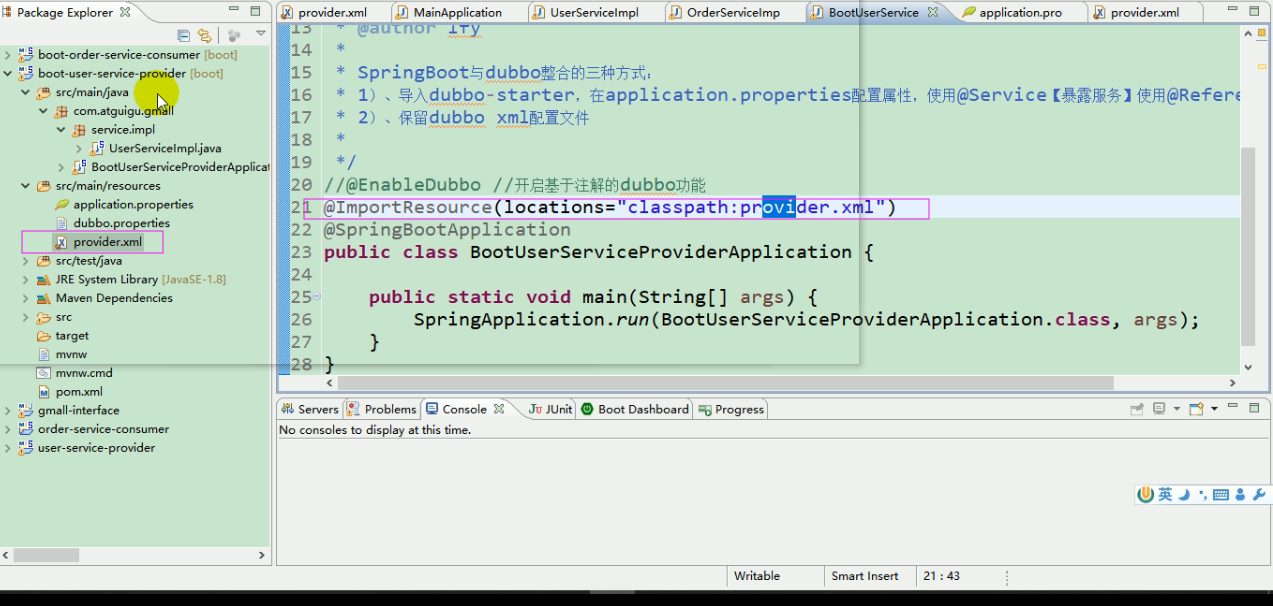 Package Explorer
provider.xml
MainApplication
UserServiceImpl
OrderServiceImp
BootUserService
application.pro
provider.xml
boot-order-service-consumer [boot]
boot-user-service-provider [boot]
src/main/java
com.atguigu.gmall
service.impl
UserServiceImpl.java
BootUserServiceProviderApplicat
src/main/resources
application.properties
dubbo.properties
provider.xml
src/test/java
JRE System Library [JavaSE-1.8]
Maven Dependencies
src
target
mvnw
mvnw.cmd
pom.xml
gmall-interface
order-service-consumer
user-service-provider
13 * @author lfy
14 *
15 * SpringBoot与dubbo整合的三种方式:
16 * 1)、导入dubbo-starter，在application.properties配置属性，使用@Service【暴露服务】使用@Refere
17 * 2)、保留dubbo xml配置文件
18 *
19 */
20 //@EnableDubbo //开启基于注解的dubbo功能
21 @ImportResource(locations="classpath:provider.xml")
22 @SpringBootApplication
23 public class BootUserServiceProviderApplication {
24
25 public static void main(String[] args) {
26 SpringApplication.run(BootUserServiceProviderApplication.class, args);
27 }
28 }
Servers
Problems
Console
JUnit
Boot Dashboard
Progress
No consoles to display at this time.
英
Writable
Smart Insert
21 : 43